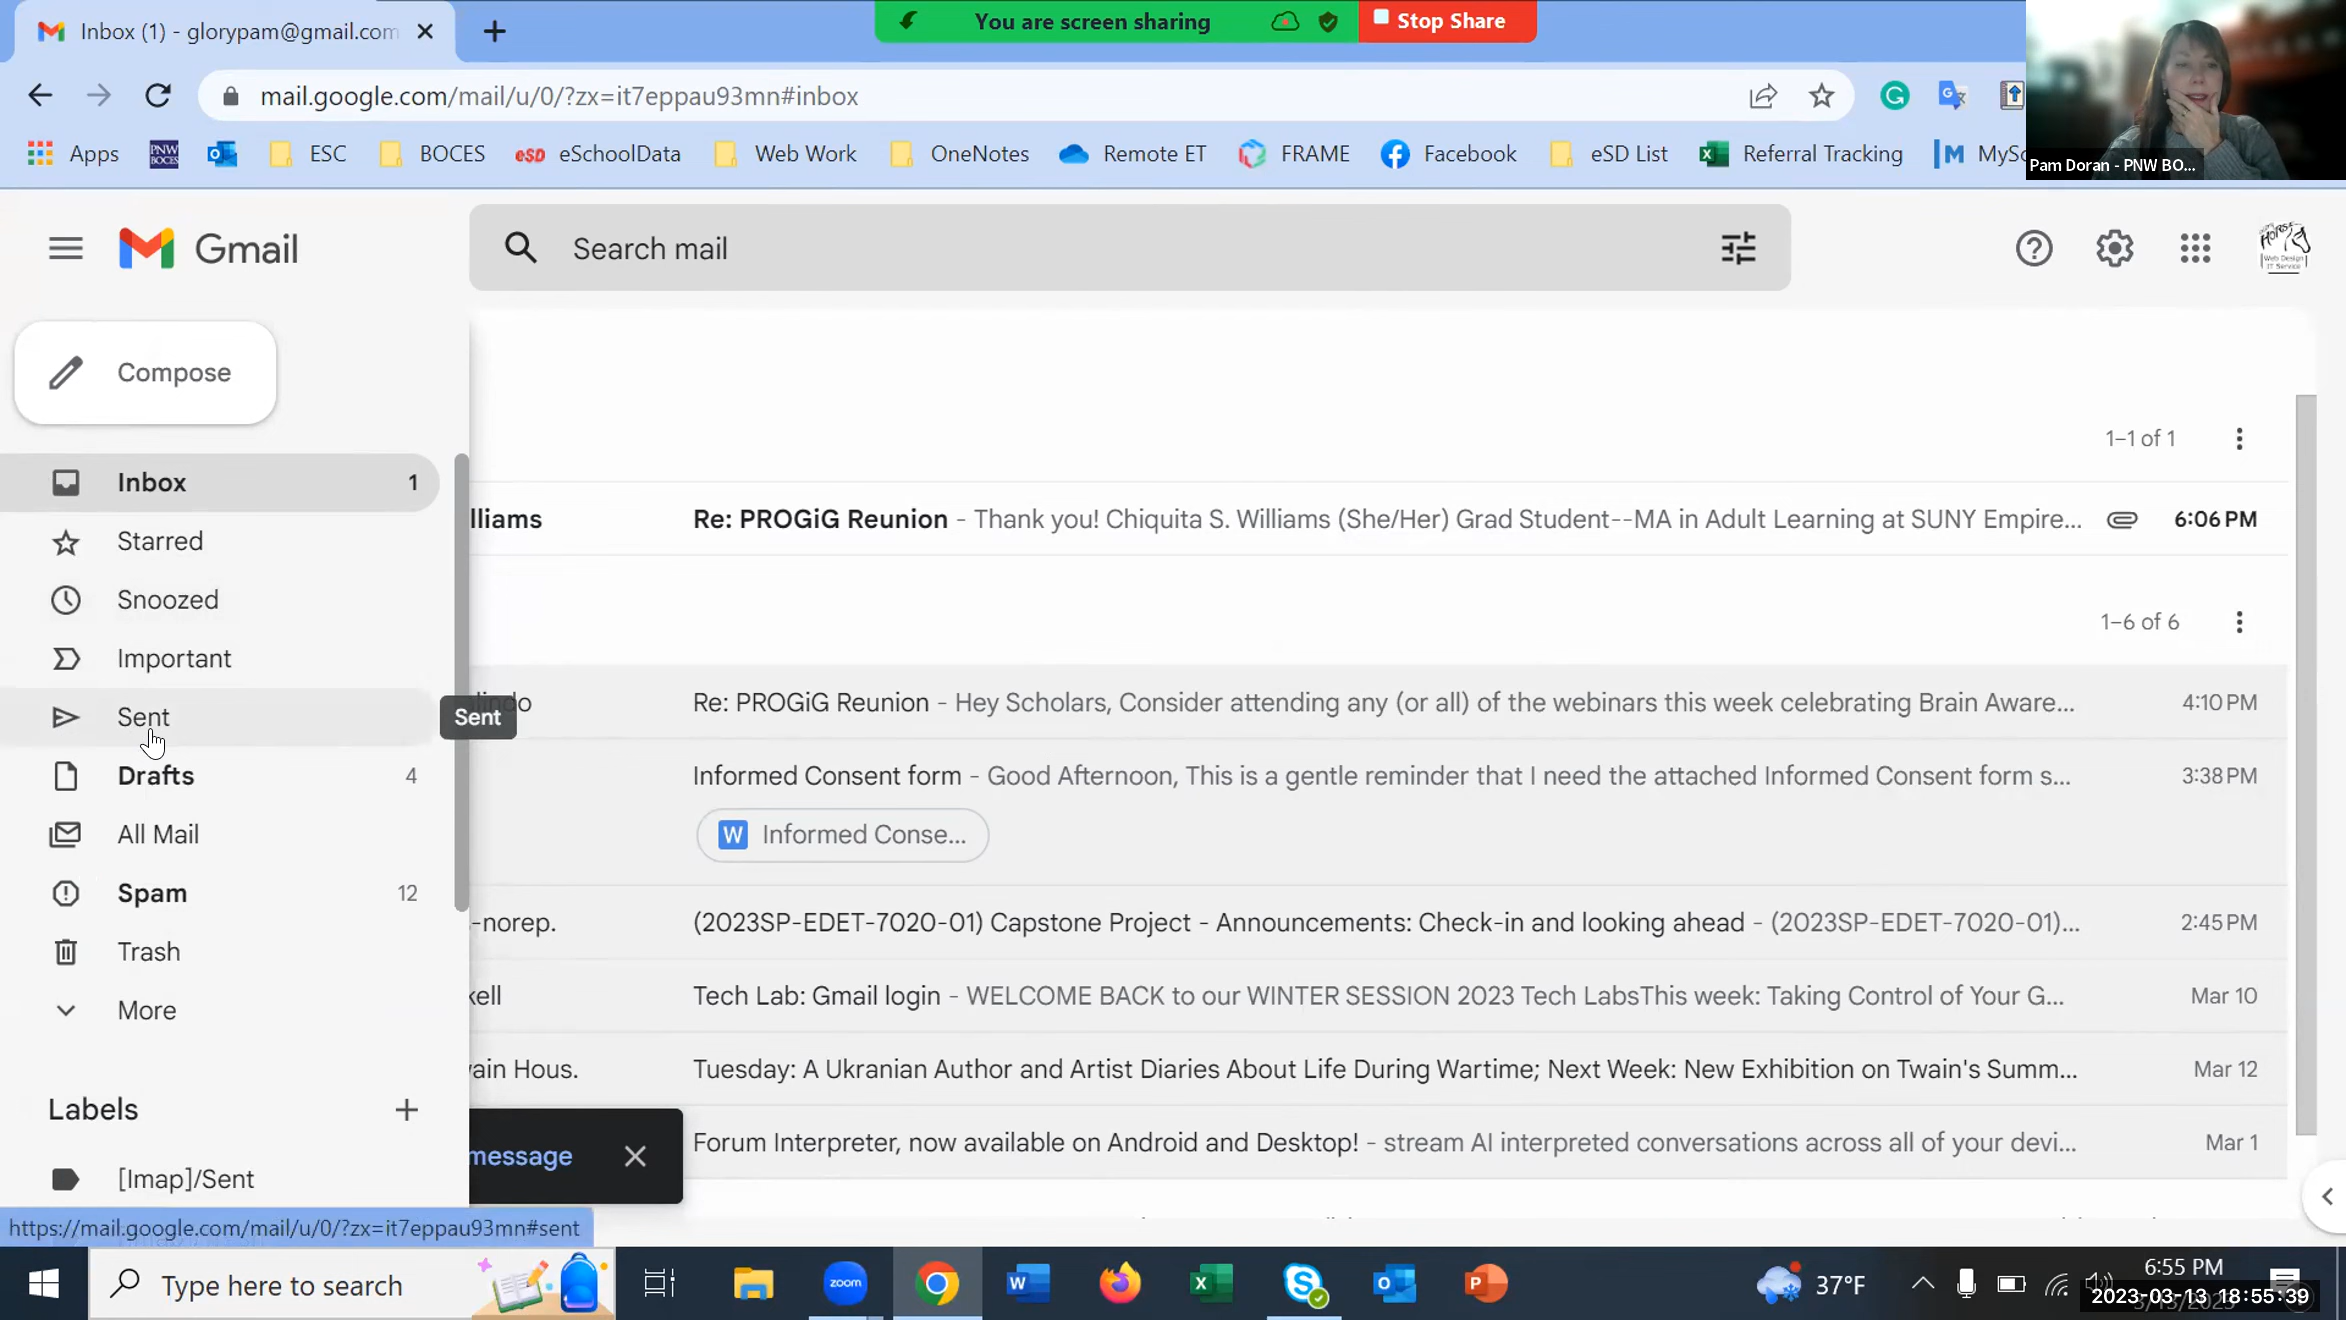 Inbox (1) - glorypam@gmail.com
You are screen sharing
Stop Share
mail.google.com/mail/u/0/?zx=it7eppau93mn#inbox
Apps
PNW BOCES
ESC
BOCES
eSD eSchoolData
Web Work
OneNotes
Remote ET
FRAME
Facebook
eSD List
Referral Tracking
MySc
Pam Doran - PNW BO...
Gmail
Search mail
HORSE
Web Design
IT Service
Compose
1–1 of 1
Inbox 1
lliams Re: PROGiG Reunion - Thank you! Chiquita S. Williams (She/Her) Grad Student--MA in Adult Learning at SUNY Empire... 6:06 PM
Starred
Snoozed
1–6 of 6
Important
Sent
Sent
lindo Re: PROGiG Reunion - Hey Scholars, Consider attending any (or all) of the webinars this week celebrating Brain Aware... 4:10 PM
Drafts 4
Informed Consent form - Good Afternoon, This is a gentle reminder that I need the attached Informed Consent form s... 3:38 PM
All Mail
W Informed Conse...
Spam 12
-norep. (2023SP-EDET-7020-01) Capstone Project - Announcements: Check-in and looking ahead - (2023SP-EDET-7020-01)... 2:45 PM
Trash
kell Tech Lab: Gmail login - WELCOME BACK to our WINTER SESSION 2023 Tech LabsThis week: Taking Control of Your G... Mar 10
More
ain Hous. Tuesday: A Ukranian Author and Artist Diaries About Life During Wartime; Next Week: New Exhibition on Twain's Summ... Mar 12
Labels
message
Forum Interpreter, now available on Android and Desktop! - stream AI interpreted conversations across all of your devi... Mar 1
[Imap]/Sent
https://mail.google.com/mail/u/0/?zx=it7eppau93mn#sent
Type here to search
zoom
37°F
6:55 PM
2023-03-13 18:55:39